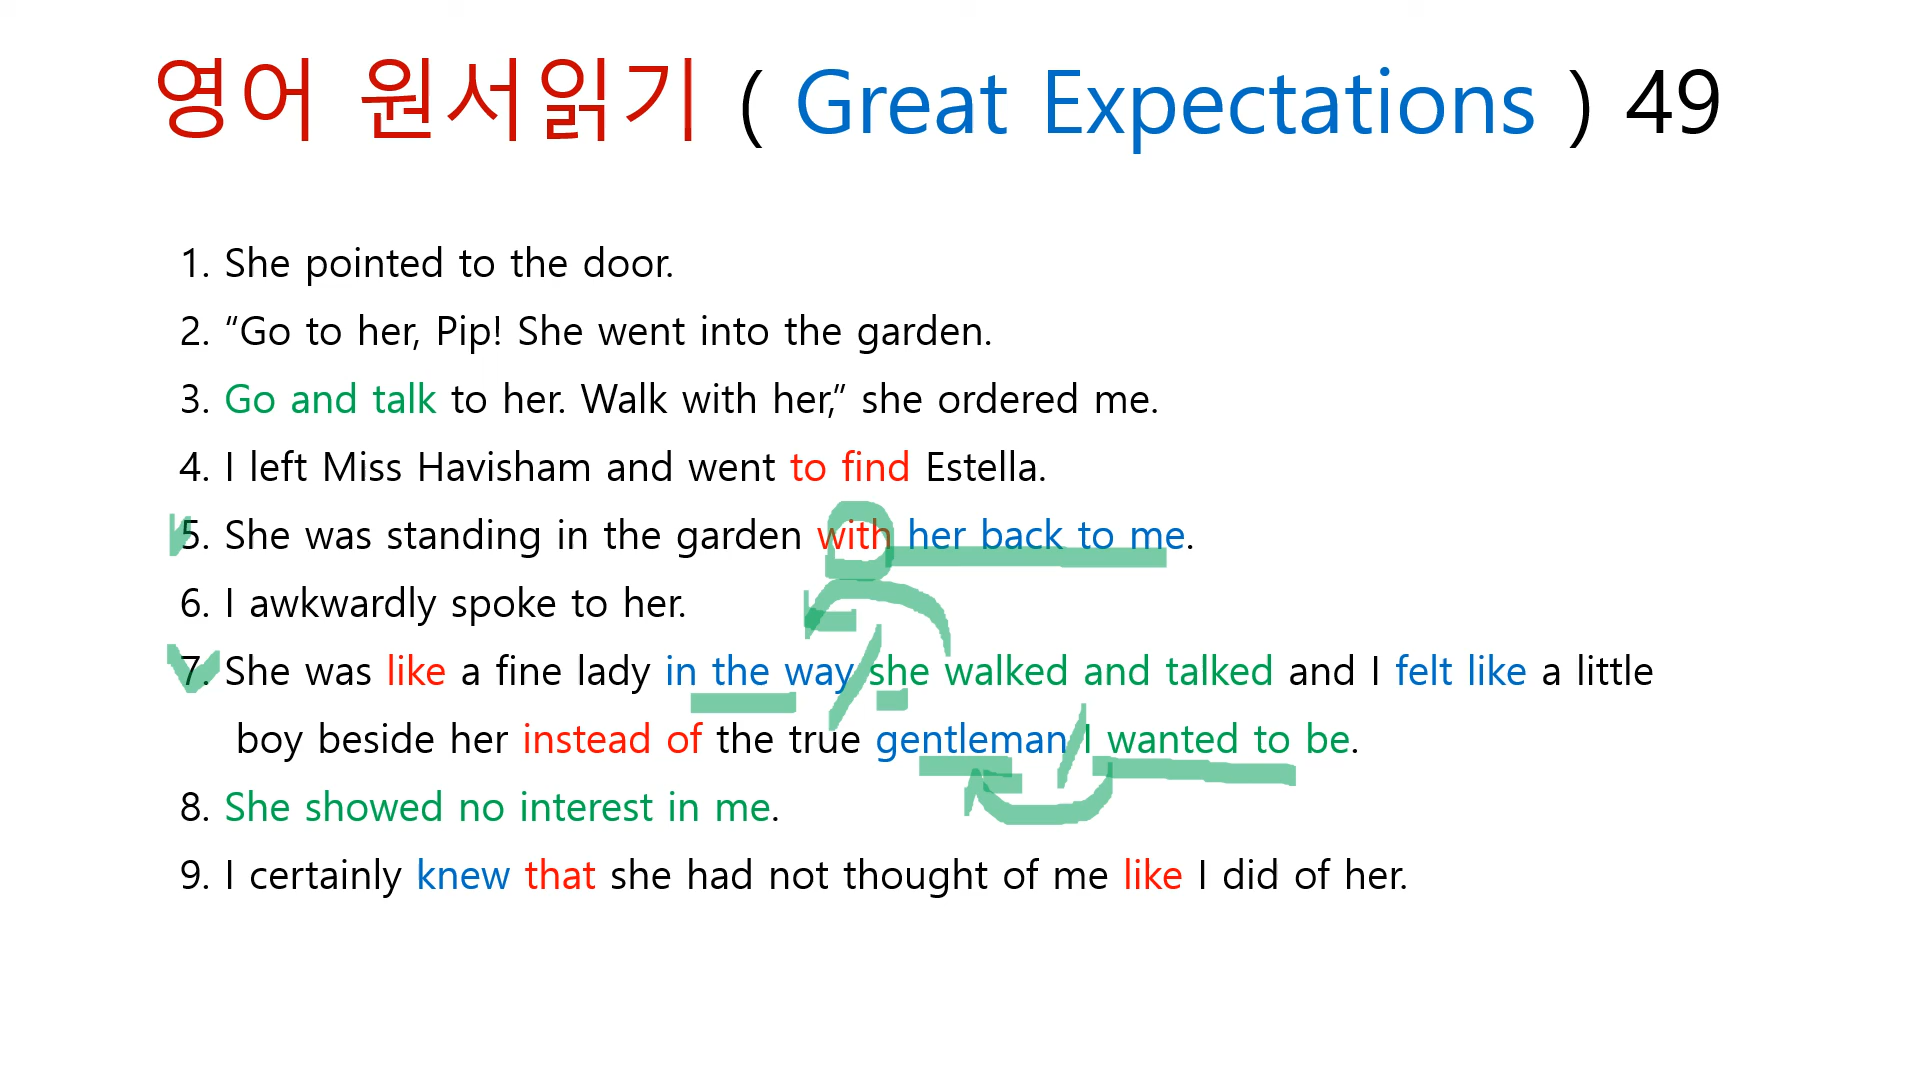 영어 원서읽기 ( Great Expectations ) 49
1. She pointed to the door.
2. “Go to her, Pip! She went into the garden.
3. Go and talk to her. Walk with her,” she ordered me.
4. I left Miss Havisham and went to find Estella.
5. She was standing in the garden with her back to me.
6. I awkwardly spoke to her.
7. She was like a fine lady in the way she walked and talked and I felt like a little
boy beside her instead of the true gentleman I wanted to be.
8. She showed no interest in me.
9. I certainly knew that she had not thought of me like I did of her.